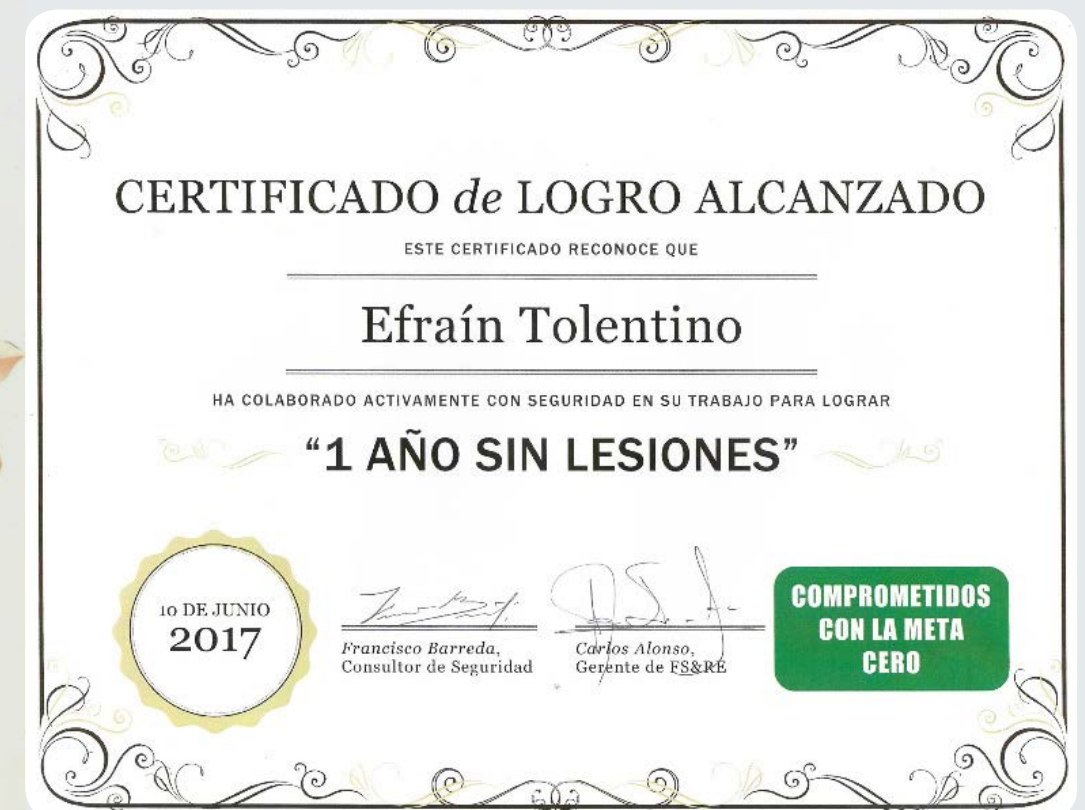 CERTIFICADO de LOGRO ALCANZADO
ESTE CERTIFICADO RECONOCE QUE
Efraín Tolentino
HA COLABORADO ACTIVAMENTE CON SEGURIDAD EN SU TRABAJO PARA LOGRAR
“1 AÑO SIN LESIONES”
10 DE JUNIO
2017
Francisco Barreda,
Consultor de Seguridad
Carlos Alonso,
Gerente de FS&RE
COMPROMETIDOS
CON LA META
CERO